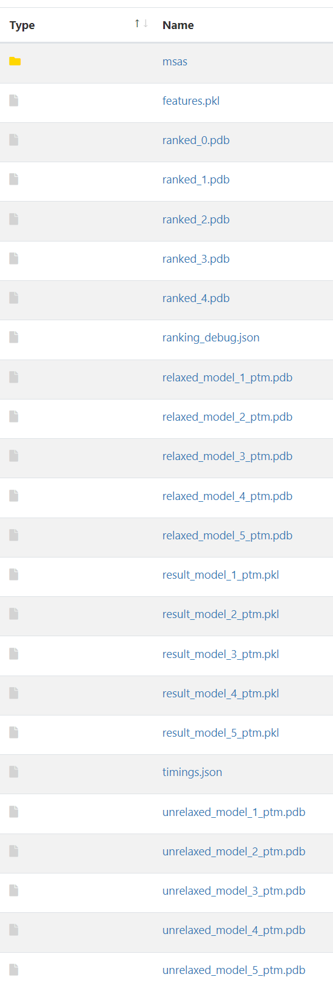 Type ↑↓ Name
msas
features.pkl
ranked_0.pdb
ranked_1.pdb
ranked_2.pdb
ranked_3.pdb
ranked_4.pdb
ranking_debug.json
relaxed_model_1_ptm.pdb
relaxed_model_2_ptm.pdb
relaxed_model_3_ptm.pdb
relaxed_model_4_ptm.pdb
relaxed_model_5_ptm.pdb
result_model_1_ptm.pkl
result_model_2_ptm.pkl
result_model_3_ptm.pkl
result_model_4_ptm.pkl
result_model_5_ptm.pkl
timings.json
unrelaxed_model_1_ptm.pdb
unrelaxed_model_2_ptm.pdb
unrelaxed_model_3_ptm.pdb
unrelaxed_model_4_ptm.pdb
unrelaxed_model_5_ptm.pdb